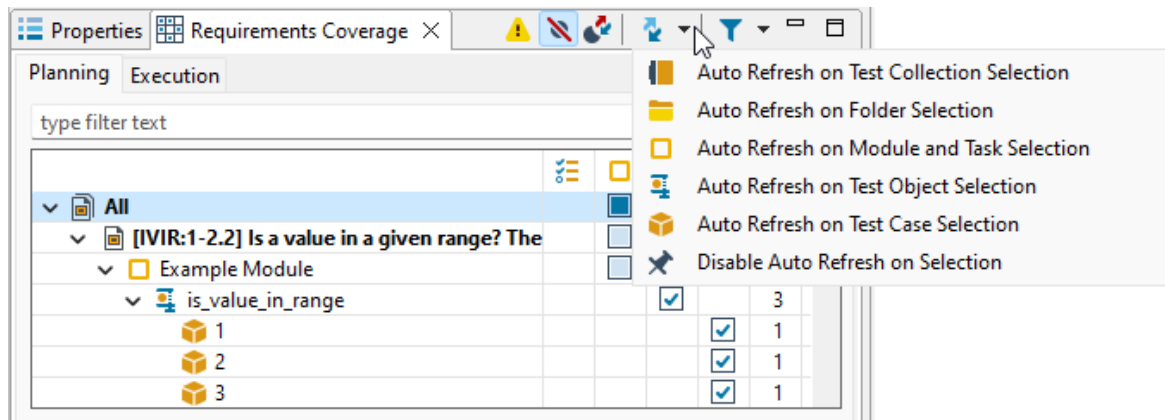 Properties Requirements Coverage
Planning Execution
type filter text
Auto Refresh on Test Collection Selection
Auto Refresh on Folder Selection
Auto Refresh on Module and Task Selection
Auto Refresh on Test Object Selection
Auto Refresh on Test Case Selection
Disable Auto Refresh on Selection
All
[IVIR:1-2.2] Is a value in a given range? The
Example Module
is_value_in_range 3
1 1
2 1
3 1